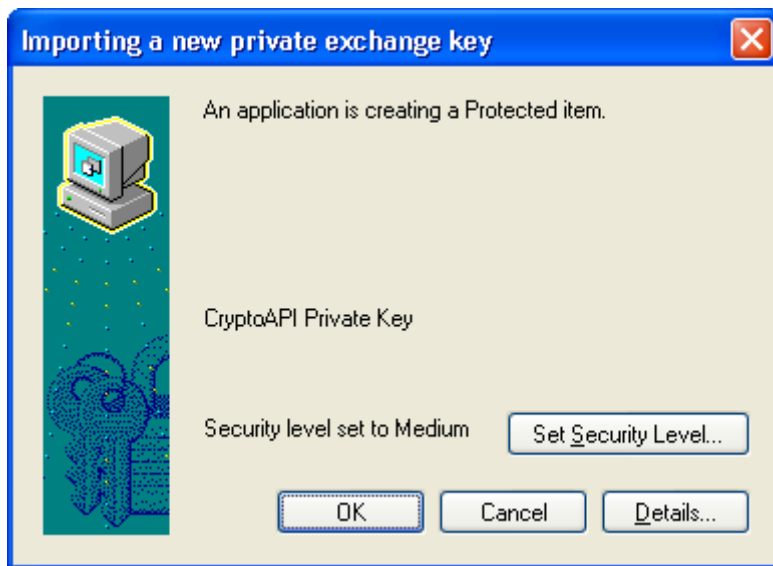 Importing a new private exchange key
An application is creating a Protected item.
CryptoAPI Private Key
Security level set to Medium
Set Security Level...
OK
Cancel
Details...